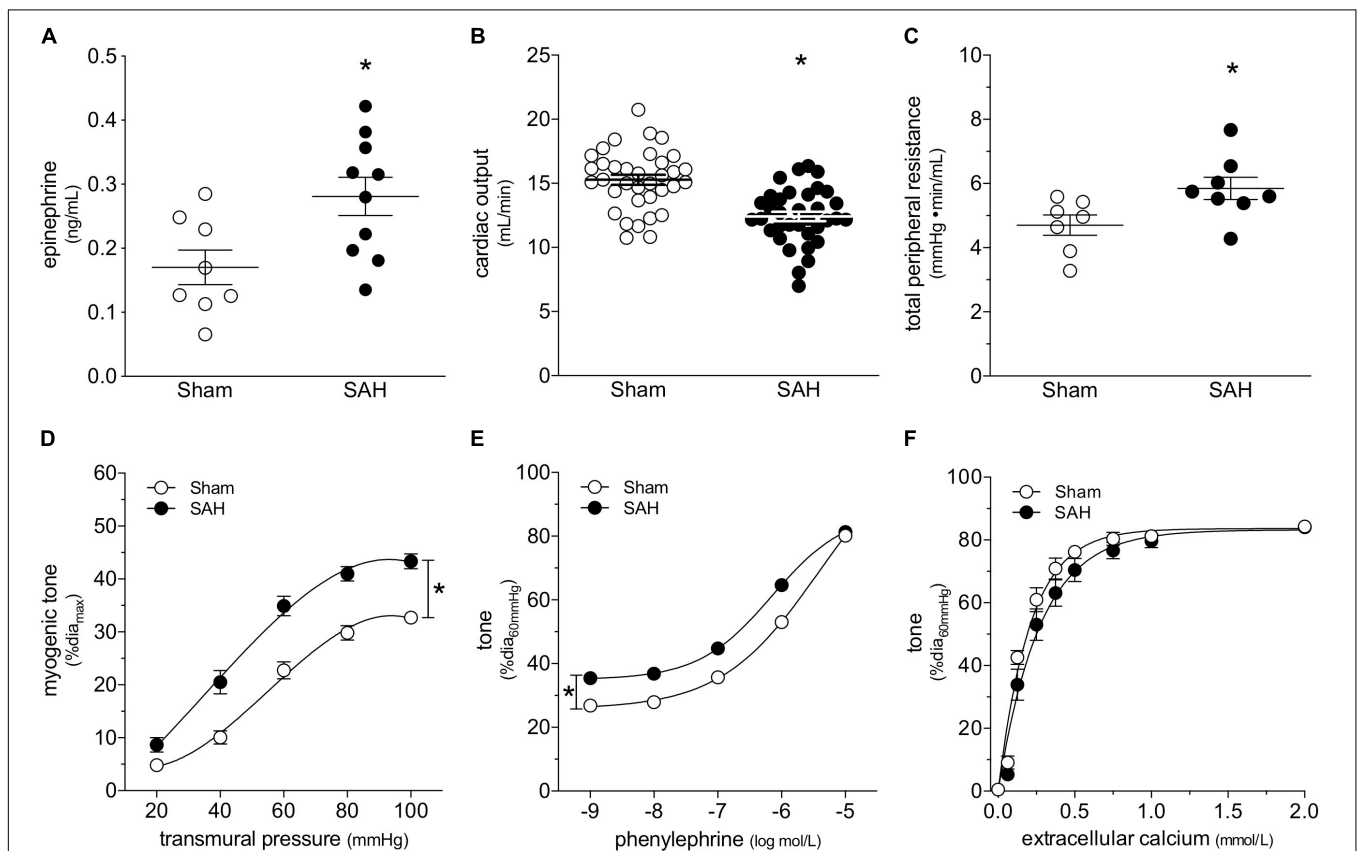 A
0.5
0.4
0.3
0.2
0.1
0.0
epinephrine
(ng/mL)
*
Sham
SAH
B
25
20
15
10
5
0
cardiac output
(mL/min)
*
Sham
SAH
C
10
8
6
4
2
0
total peripheral resistance
(mmHg •min/mL)
*
Sham
SAH
D
60
50
40
30
20
10
0
myogenic tone
(%diamax)
Sham
SAH
*
20 40 60 80 100
transmural pressure (mmHg)
E
100
80
60
40
20
0
tone
(%dia60mmHg)
Sham
SAH
*
-9 -8 -7 -6 -5
phenylephrine (log mol/L)
F
100
80
60
40
20
0
tone
(%dia60mmHg)
Sham
SAH
0.0 0.5 1.0 1.5 2.0
extracellular calcium (mmol/L)